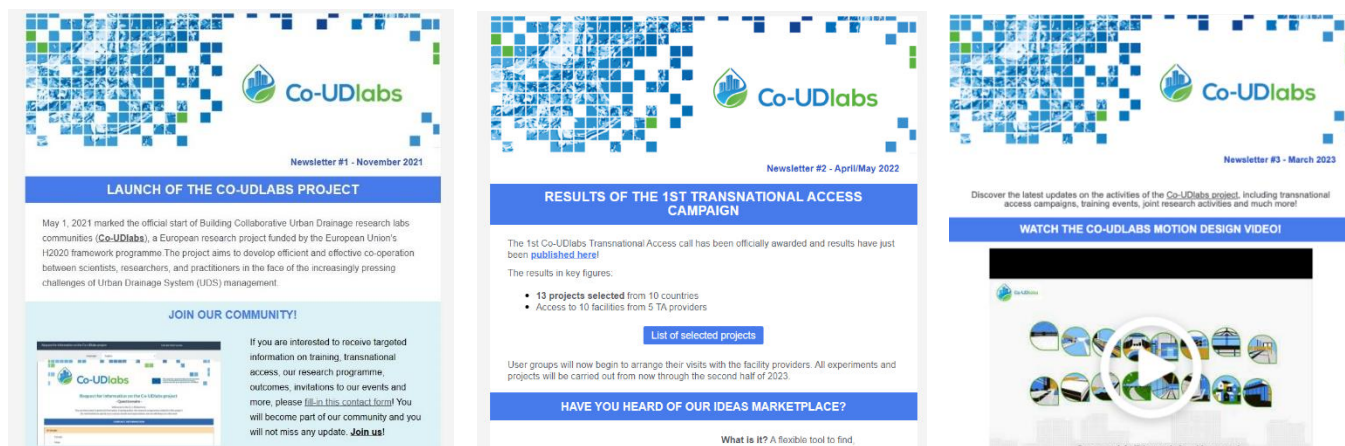 Co-UDlabs
Newsletter #1 - November 2021
LAUNCH OF THE CO-UDLABS PROJECT
May 1, 2021 marked the official start of Building Collaborative Urban Drainage research labs
communities (Co-UDlabs), a European research project funded by the European Union's
H2020 framework programme.The project aims to develop efficient and effective co-operation
between scientists, researchers, and practitioners in the face of the increasingly pressing
challenges of Urban Drainage System (UDS) management.
JOIN OUR COMMUNITY!
Co-UDlabs
Request for information on the Co-UDlabs project
- Questionnaire -
If you are interested to receive targeted
information on training, transnational
access, our research programme,
outcomes, invitations to our events and
more, please fill-in this contact form! You
will become part of our community and you
will not miss any update. Join us!
Co-UDlabs
Newsletter #2 - April/May 2022
RESULTS OF THE 1ST TRANSNATIONAL ACCESS
CAMPAIGN
The 1st Co-UDlabs Transnational Access call has been officially awarded and results have just
been published here!
The results in key figures:
• 13 projects selected from 10 countries
• Access to 10 facilities from 5 TA providers
List of selected projects
User groups will now begin to arrange their visits with the facility providers. All experiments and
projects will be carried out from now through the second half of 2023.
HAVE YOU HEARD OF OUR IDEAS MARKETPLACE?
What is it? A flexible tool to find,
Co-UDlabs
Newsletter #3 - March 2023
Discover the latest updates on the activities of the Co-UDlabs project, including transnational
access campaigns, training events, joint research activities and much more!
WATCH THE CO-UDLABS MOTION DESIGN VIDEO!
Co-UDlabs